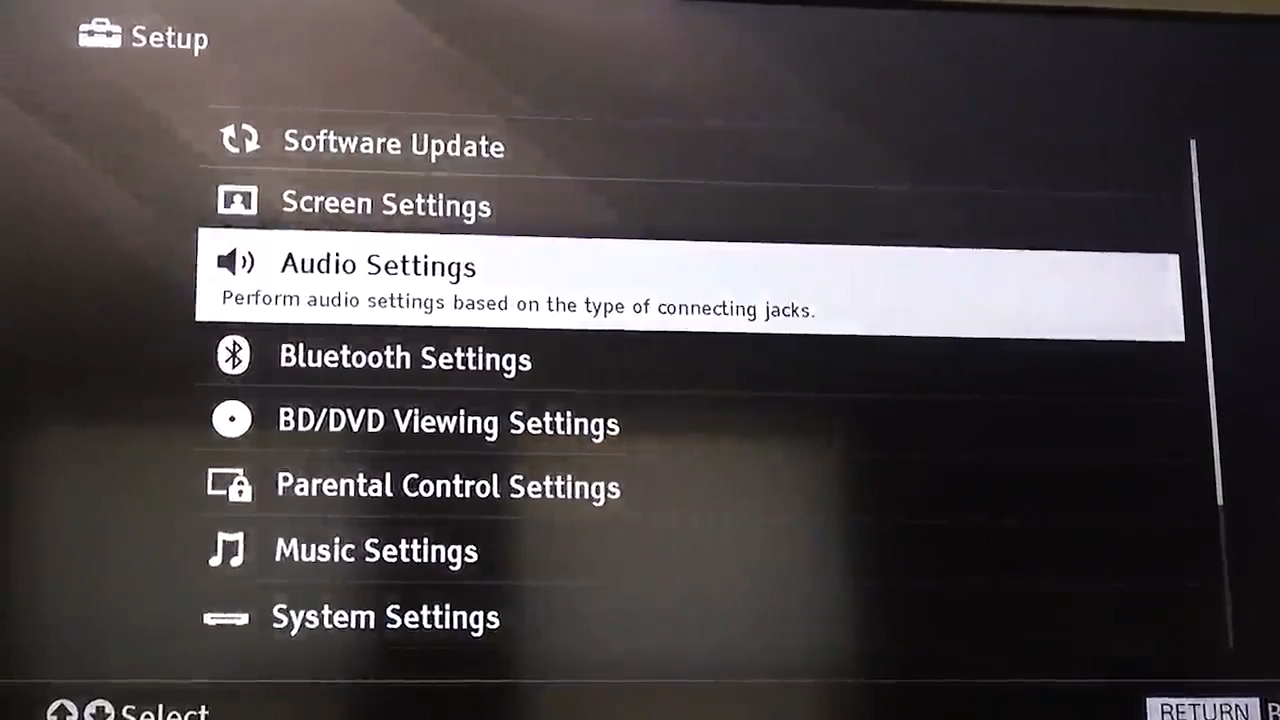 Setup
Software Update
Screen Settings
Audio Settings
Perform audio settings based on the type of connecting jacks.
Bluetooth Settings
BD/DVD Viewing Settings
Parental Control Settings
Music Settings
System Settings
Select
RETURN